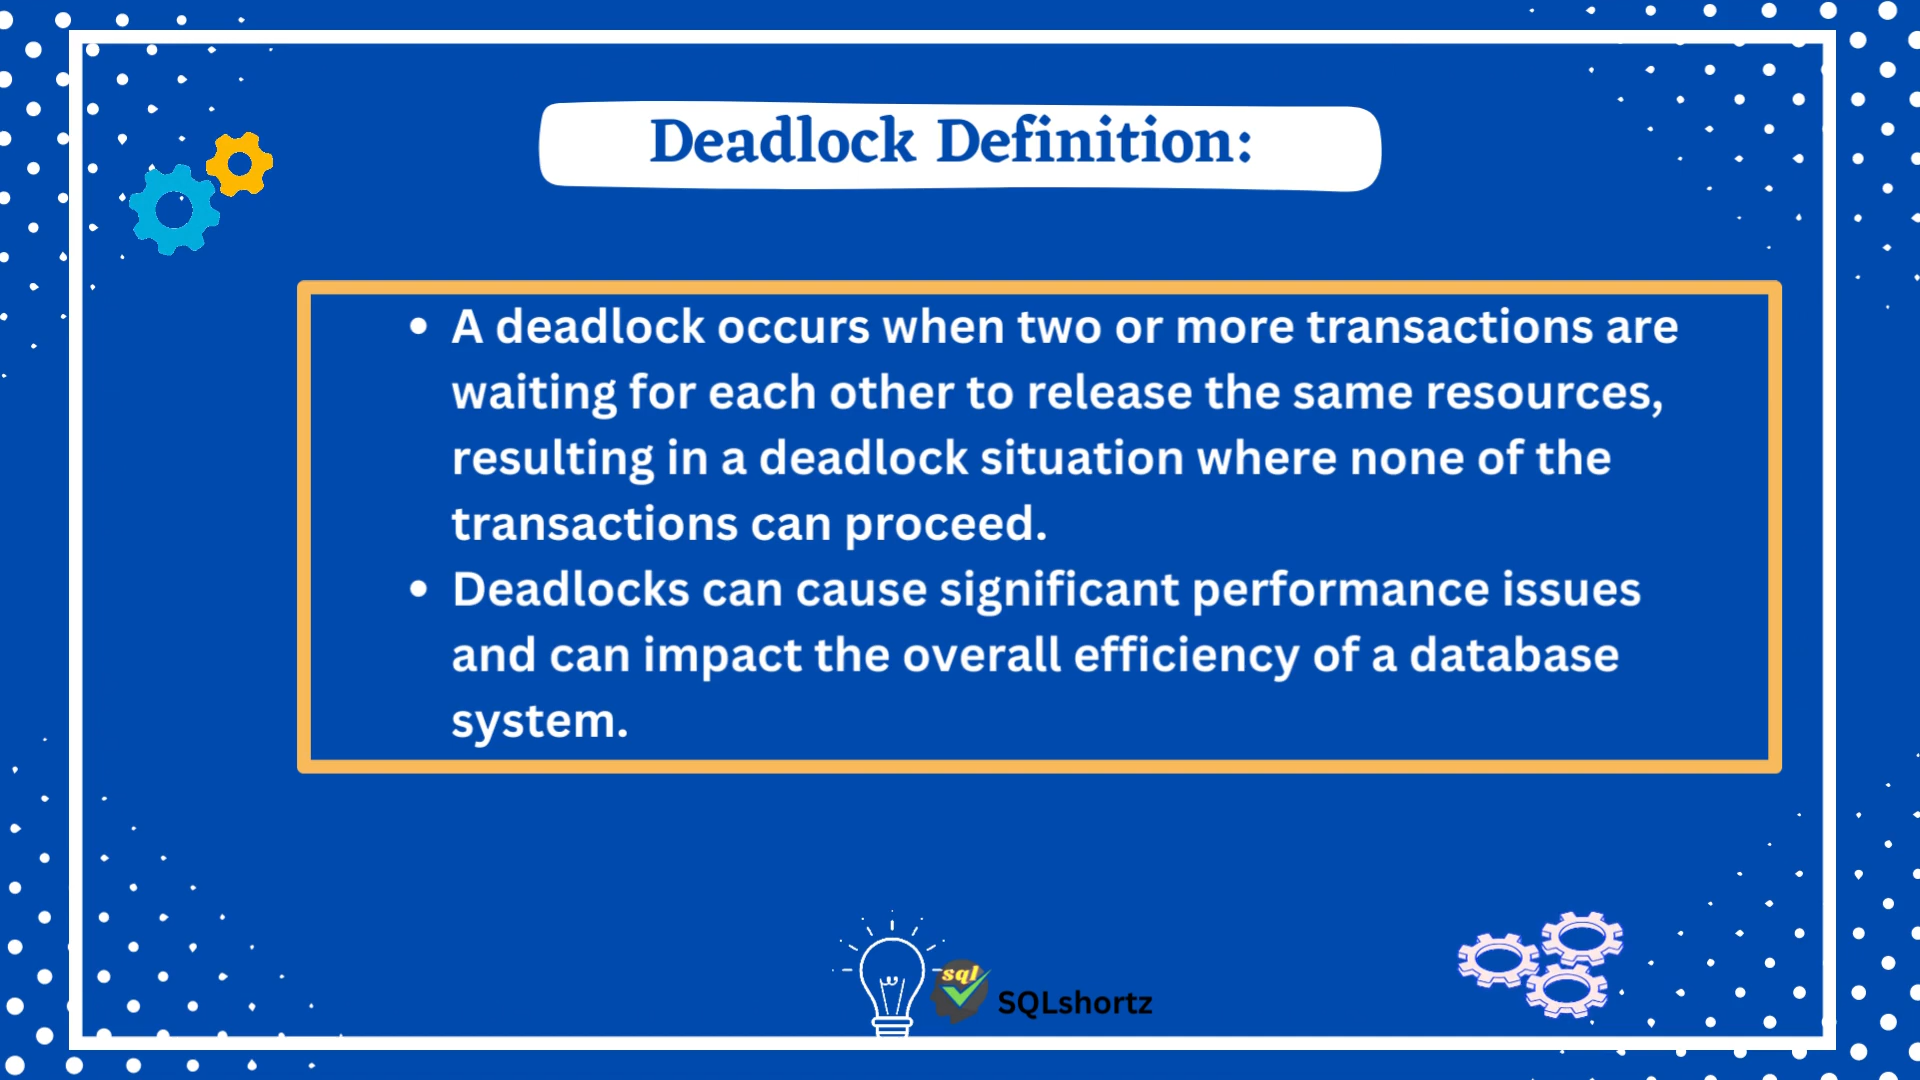 Deadlock Definition:
• A deadlock occurs when two or more transactions are
waiting for each other to release the same resources,
resulting in a deadlock situation where none of the
transactions can proceed.
• Deadlocks can cause significant performance issues
and can impact the overall efficiency of a database
system.
sql
SQLshortz